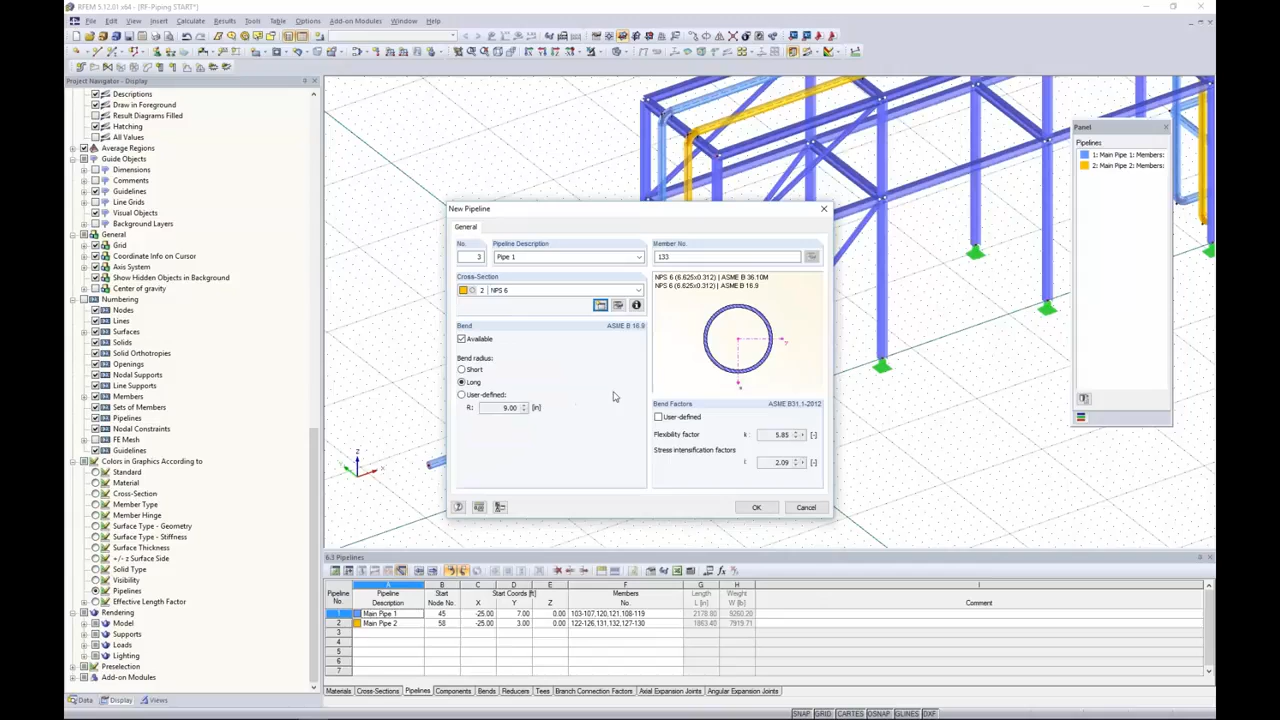 RFEM 5.12.01 x64 - [RF-Piping START*]
File Edit View Insert Calculate Results Tools Table Options Add-on Modules Window Help
Project Navigator - Display
Descriptions
Draw in Foreground
Result Diagrams Filled
Hatching
All Values
Average Regions
Guide Objects
Dimensions
Comments
Guidelines
Line Grids
Visual Objects
Background Layers
General
Grid
Coordinate Info on Cursor
Axis System
Show Hidden Objects in Background
Center of gravity
Numbering
Nodes
Lines
Surfaces
Solids
Solid Orthotropies
Openings
Nodal Supports
Line Supports
Members
Sets of Members
Pipelines
Nodal Constraints
FE Mesh
Guidelines
Colors in Graphics According to
Standard
Material
Cross-Section
Member Type
Member Hinge
Surface Type - Geometry
Surface Type - Stiffness
Surface Thickness
+/- z Surface Side
Solid Type
Visibility
Pipelines
Effective Length Factor
Rendering
Model
Supports
Loads
Lighting
Preselection
Add-on Modules
Data Display Views
Panel
Pipelines
1: Main Pipe 1: Members:
2: Main Pipe 2: Members:
New Pipeline
General
No. Pipeline Description Member No.
3 Pipe 1 133
Cross-Section
2 NPS 6
NPS 6 (6.625x0.312) | ASME B 36.10M
NPS 6 (6.625x0.312) | ASME B 16.9
Bend ASME B 16.9
Available
Bend radius:
Short
Long
User-defined:
R: 9.00 [in]
Bend Factors ASME B31.1-2012
User-defined
Flexibility factor k: 5.85 [-]
Stress intensification factors
i: 2.09 [-]
OK Cancel
Z
X
6.3 Pipelines
A B C D E F G H I
Pipeline Pipeline Start Start Coords [ft] Members Length Weight
No. Description Node No. X Y Z No. L [in] W [lb] Comment
1 Main Pipe 1 45 -25.00 7.00 0.00 103-107,120,121,108-119 2178.80 9260.20
2 Main Pipe 2 58 -25.00 3.00 0.00 122-126,131,132,127-130 1863.40 7919.71
3
4
5
6
7
Materials Cross-Sections Pipelines Components Bends Reducers Tees Branch Connection Factors Axial Expansion Joints Angular Expansion Joints
SNAP GRID CARTES OSNAP GLINES DXF